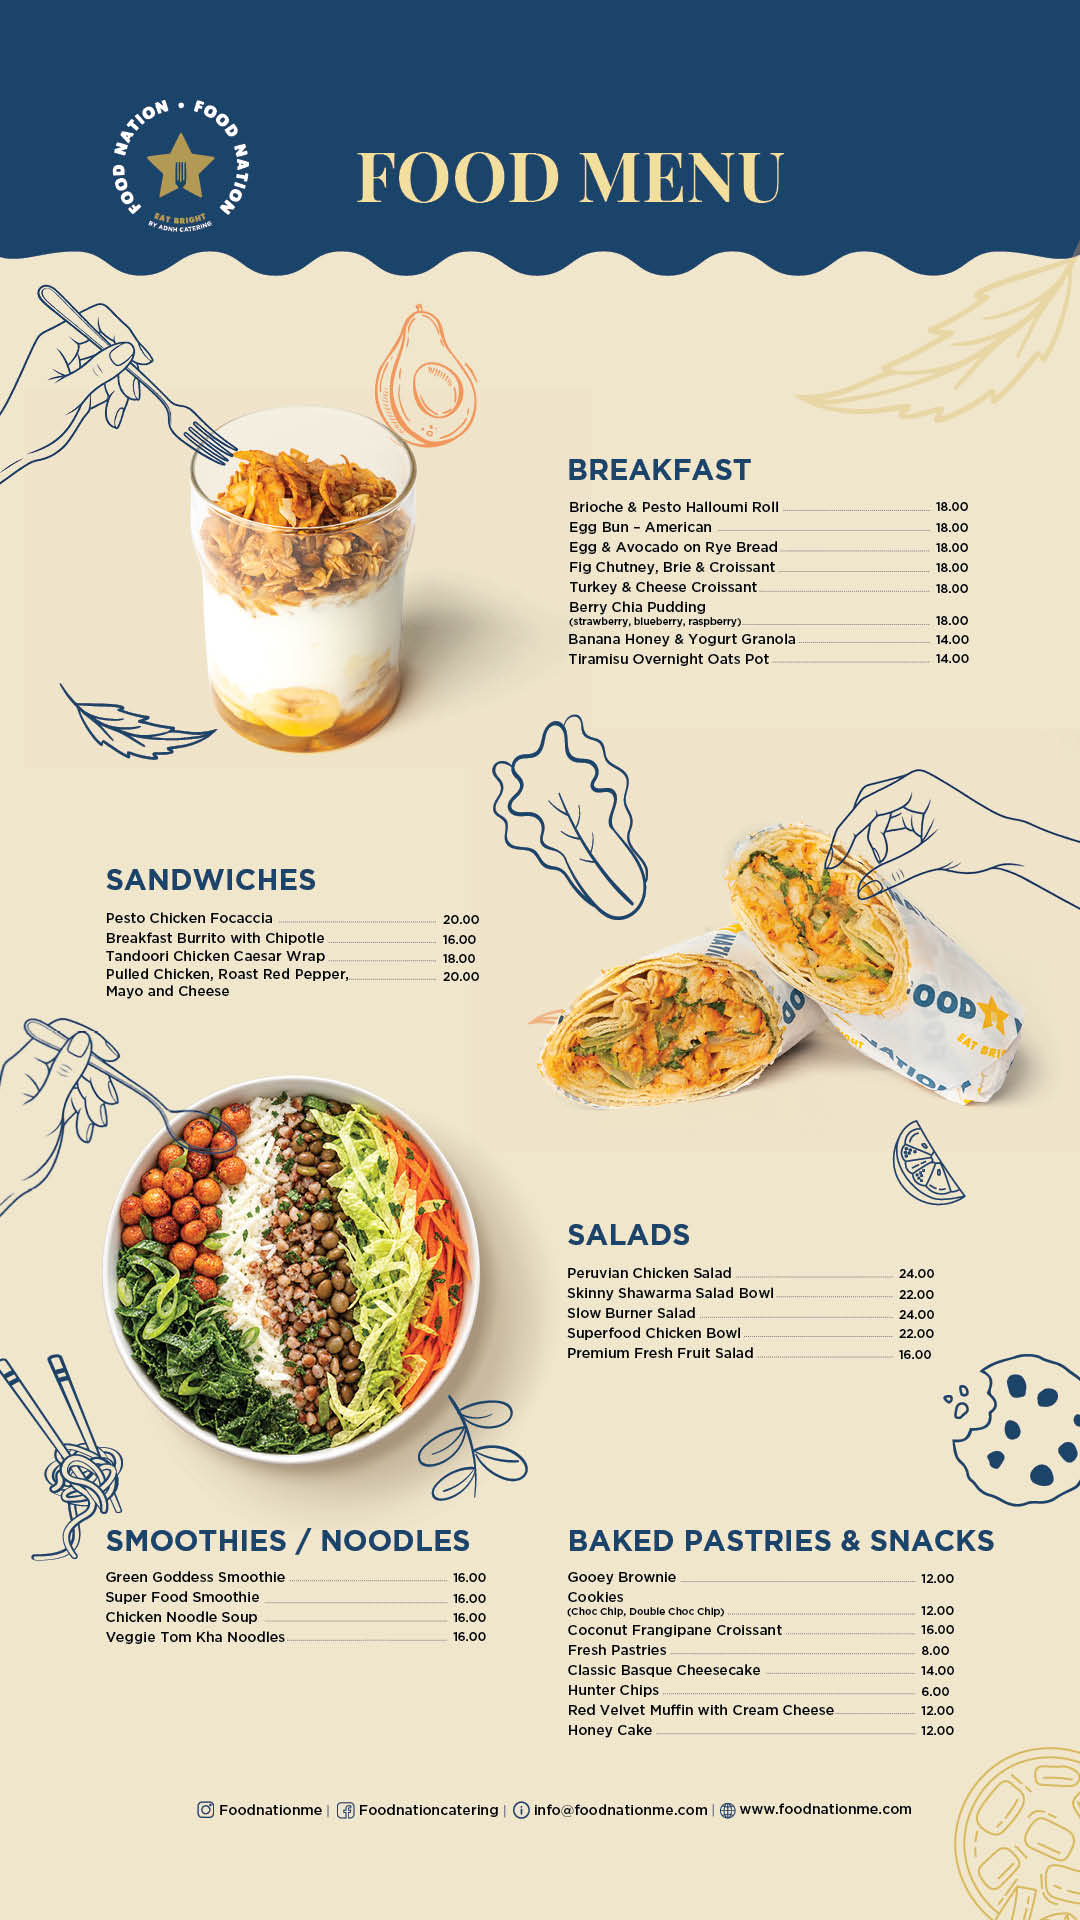 FOOD NATION • FOOD NATION
EAT BRIGHT
BY ADNH CATERING
FOOD MENU
BREAKFAST
Brioche & Pesto Halloumi Roll 18.00
Egg Bun – American 18.00
Egg & Avocado on Rye Bread 18.00
Fig Chutney, Brie & Croissant 18.00
Turkey & Cheese Croissant 18.00
Berry Chia Pudding
(strawberry, blueberry, raspberry) 18.00
Banana Honey & Yogurt Granola 14.00
Tiramisu Overnight Oats Pot 14.00
SANDWICHES
Pesto Chicken Focaccia 20.00
Breakfast Burrito with Chipotle 16.00
Tandoori Chicken Caesar Wrap 18.00
Pulled Chicken, Roast Red Pepper, 20.00
Mayo and Cheese
OOD
EAT BRI
NATIO
SALADS
Peruvian Chicken Salad 24.00
Skinny Shawarma Salad Bowl 22.00
Slow Burner Salad 24.00
Superfood Chicken Bowl 22.00
Premium Fresh Fruit Salad 16.00
SMOOTHIES / NOODLES
Green Goddess Smoothie 16.00
Super Food Smoothie 16.00
Chicken Noodle Soup 16.00
Veggie Tom Kha Noodles 16.00
BAKED PASTRIES & SNACKS
Gooey Brownie 12.00
Cookies
(Choc Chip, Double Choc Chip) 12.00
Coconut Frangipane Croissant 16.00
Fresh Pastries 8.00
Classic Basque Cheesecake 14.00
Hunter Chips 6.00
Red Velvet Muffin with Cream Cheese 12.00
Honey Cake 12.00
Foodnationme | Foodnationcatering | info@foodnationme.com | www.foodnationme.com